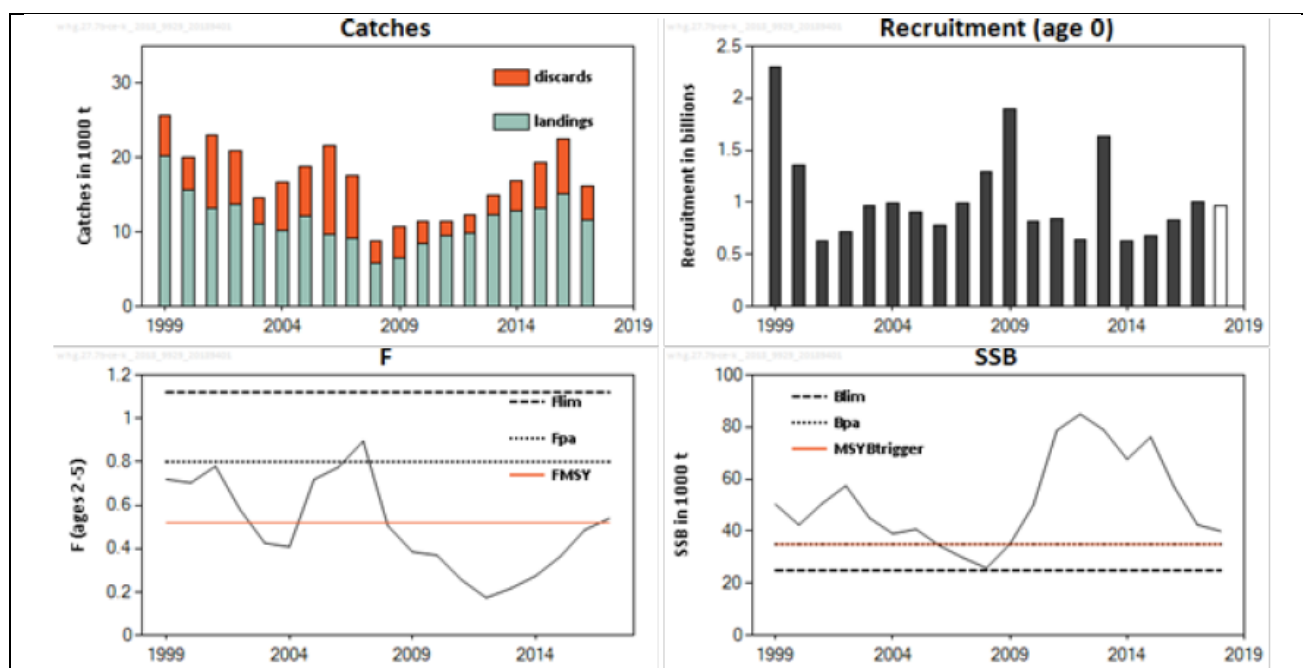 Catches
Catches in 1000 t
30
20
10
0
discards
landings
1999
2004
2009
2014
2019
Recruitment (age 0)
Recruitment in billions
2.5
2
1.5
1
0.5
0
1999
2004
2009
2014
2019
F
F (ages 2-5)
1.2
1
0.8
0.6
0.4
0.2
0
Flim
Fpa
FMSY
1999
2004
2009
2014
SSB
SSB in 1000 t
100
80
60
40
20
0
Blim
Bpa
MSYBtrigger
1999
2004
2009
2014
2019